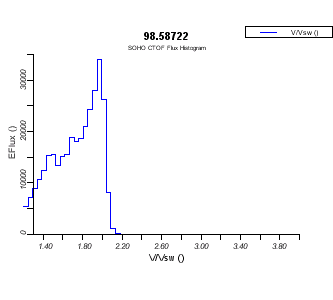 V/Vsw ()
98.58722
SOHO CTOF Flux Histogram
EFlux ()
30000
20000
10000
0
1.40 1.80 2.20 2.60 3.00 3.40 3.80
V/Vsw ()